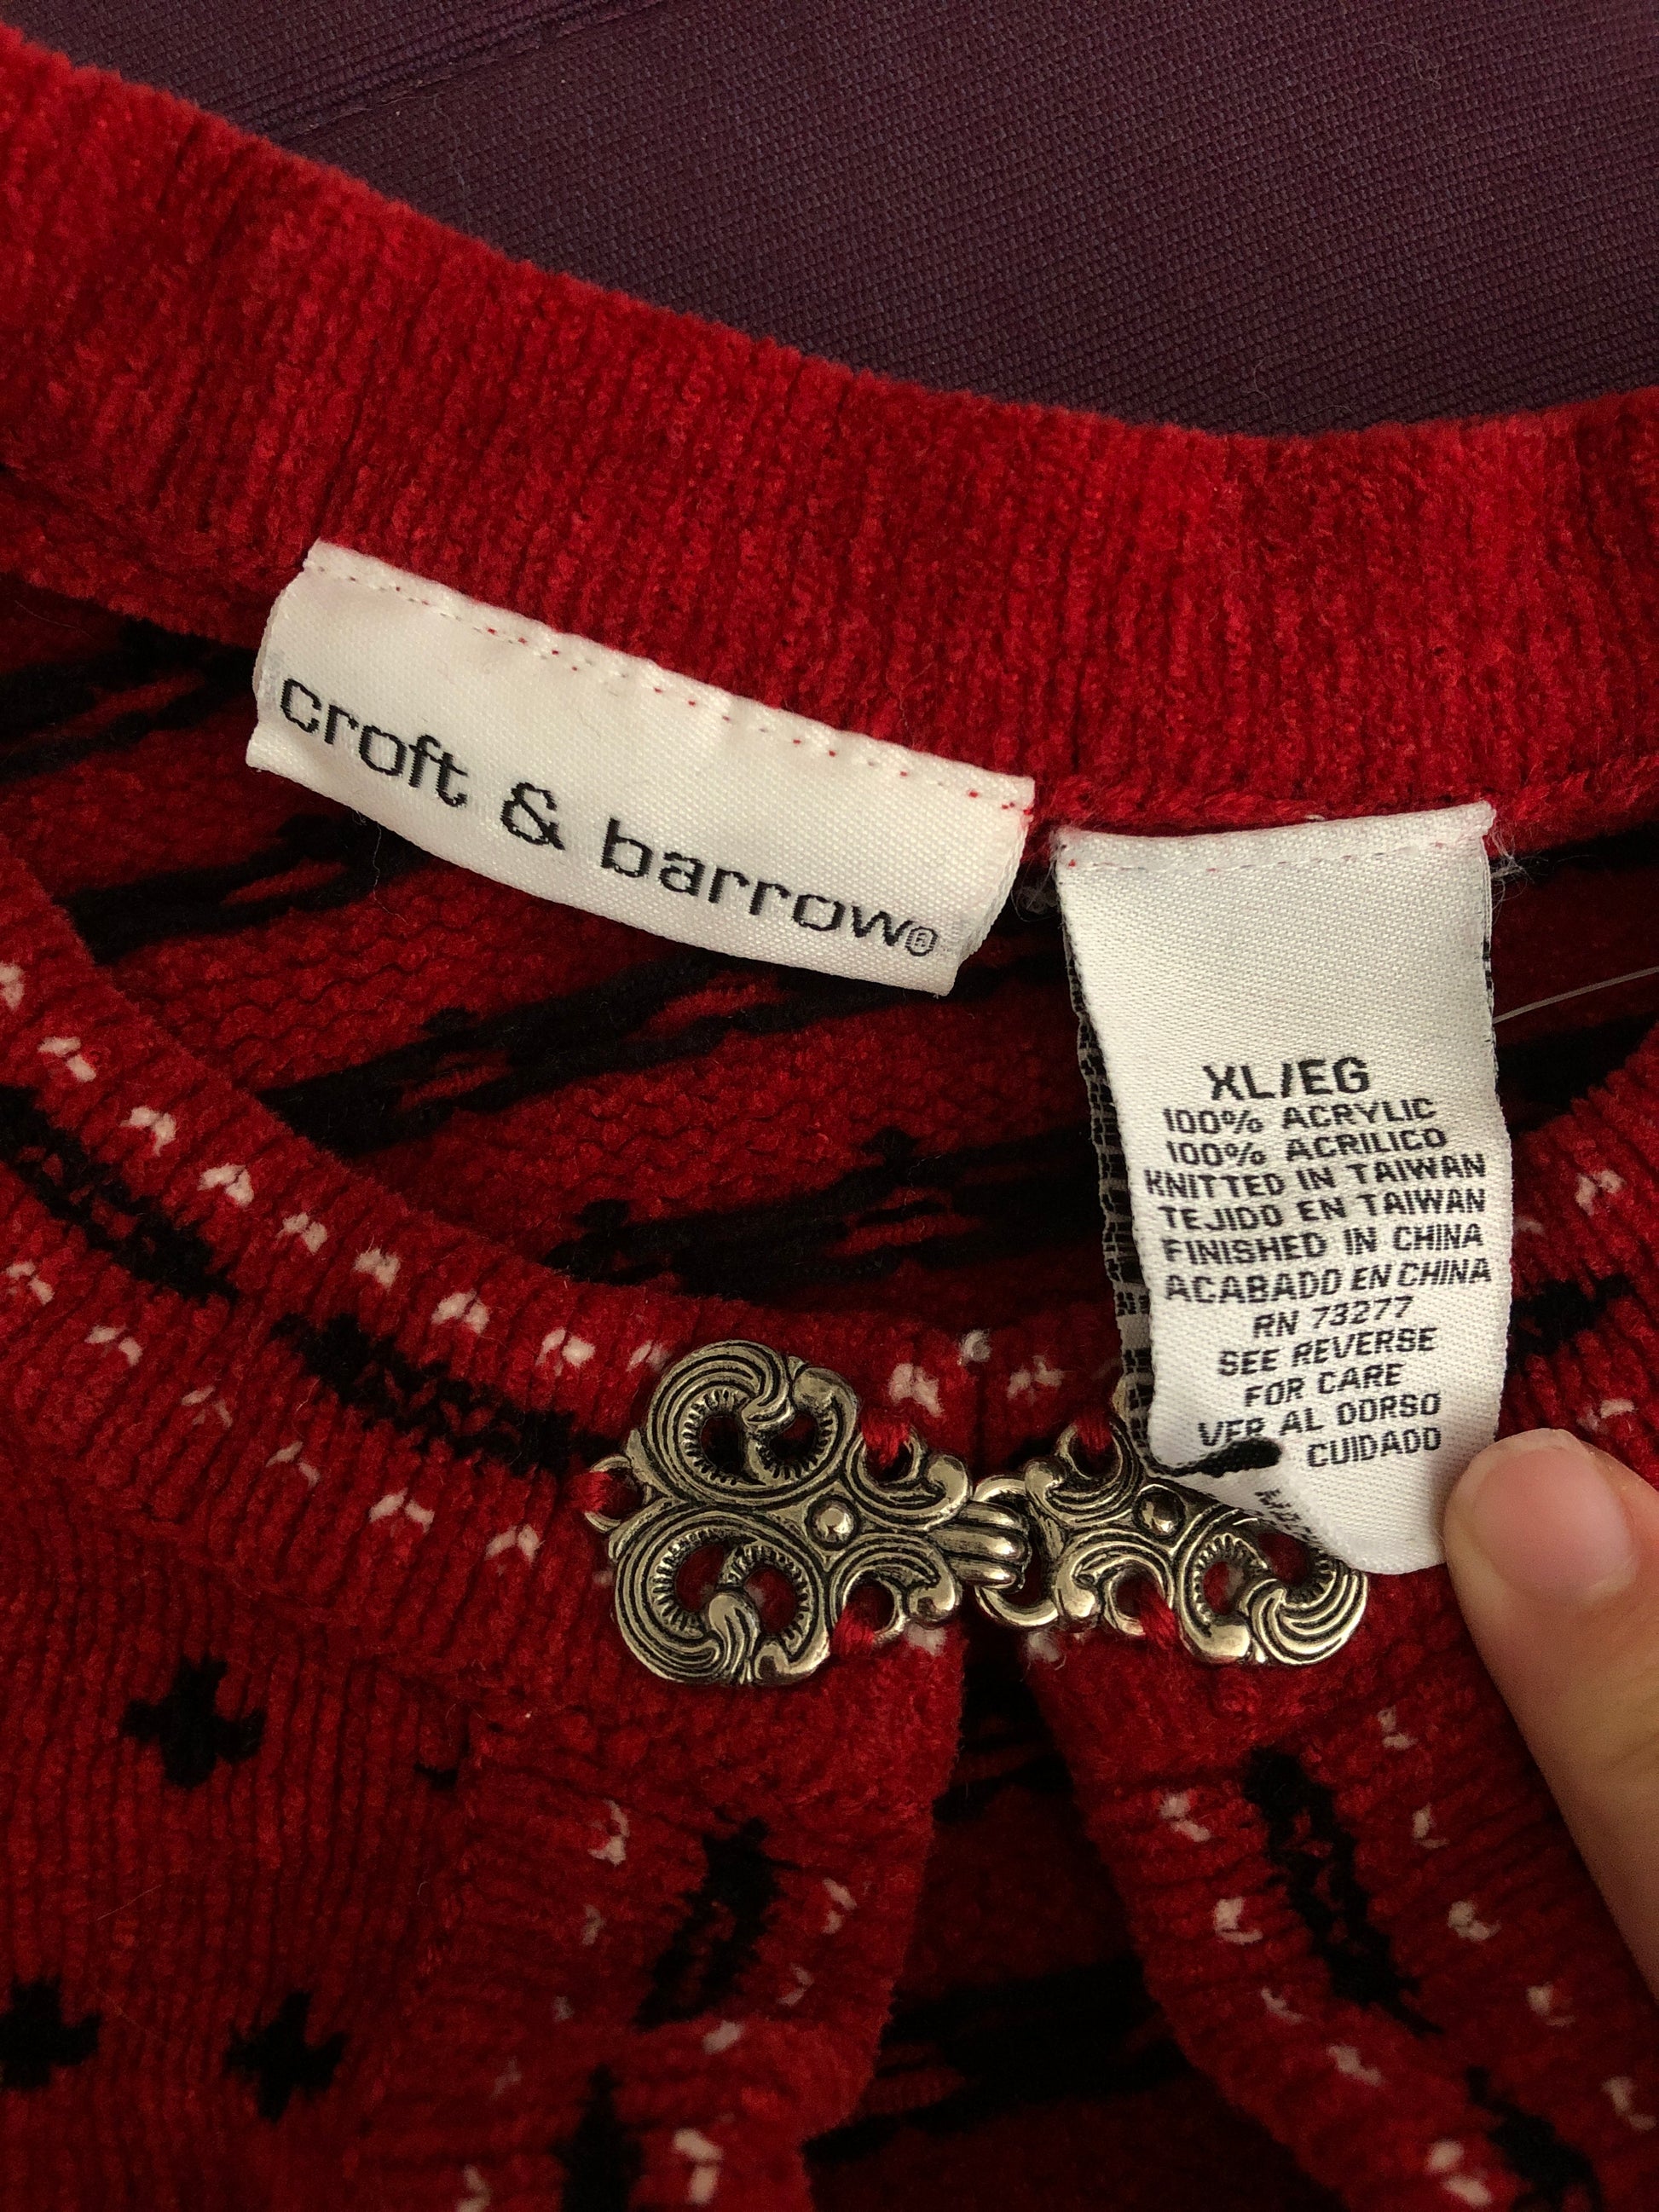 croft & barrow®
XL/EG
100% ACRYLIC
100% ACRILICO
KNITTED IN TAIWAN
TEJIDO EN TAIWAN
FINISHED IN CHINA
ACABADO EN CHINA
RN 73277
SEE REVERSE
FOR CARE
VER AL DORSO
CUIDADO